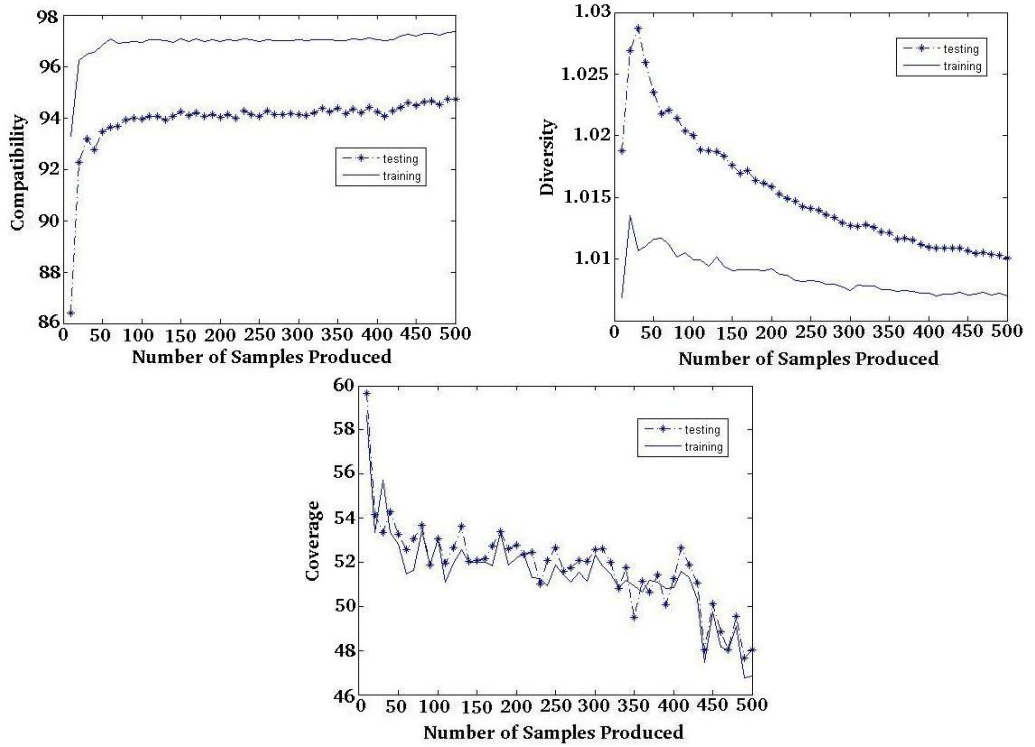 98
96
94
92
90
88
86
Compatibility
testing
training
0 50 100 150 200 250 300 350 400 450 500
Number of Samples Produced
1.03
1.025
1.02
1.015
1.01
Diversity
testing
training
0 50 100 150 200 250 300 350 400 450 500
Number of Samples Produced
60
58
56
54
52
50
48
46
Coverage
testing
training
0 50 100 150 200 250 300 350 400 450 500
Number of Samples Produced